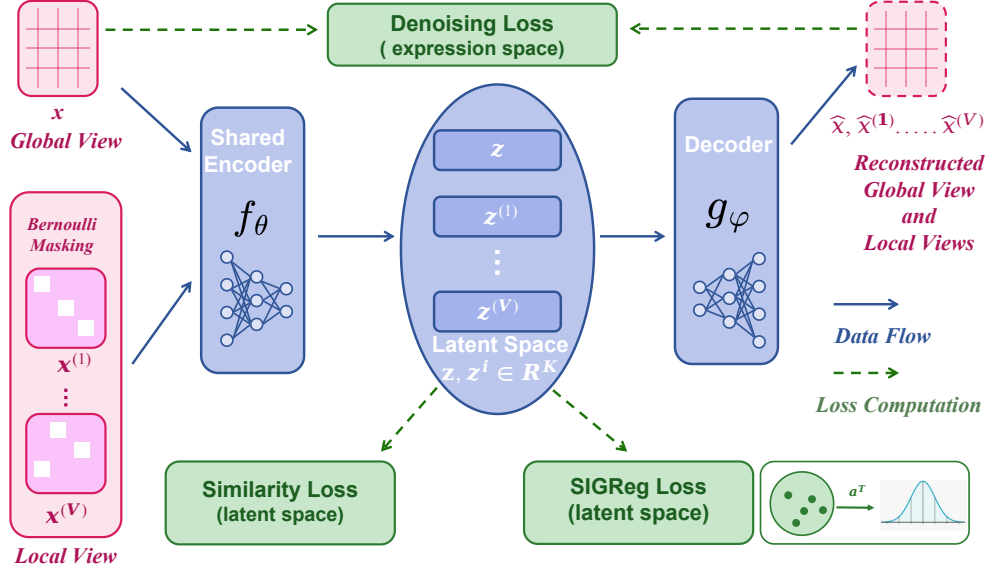 Denoising Loss
( expression space)
x
Global View
Bernoulli
Masking
x⁽¹⁾
⋮
x⁽ⱽ⁾
Local View
Shared
Encoder
f_θ
z
z⁽¹⁾
⋮
z⁽ⱽ⁾
Latent Space
z, zⁱ ∈ Rᴷ
Decoder
g_φ
x̂, x̂⁽¹⁾.....x̂⁽ⱽ⁾
Reconstructed
Global View
and
Local Views
Data Flow
Loss Computation
Similarity Loss
(latent space)
SIGReg Loss
(latent space)
aᵀ